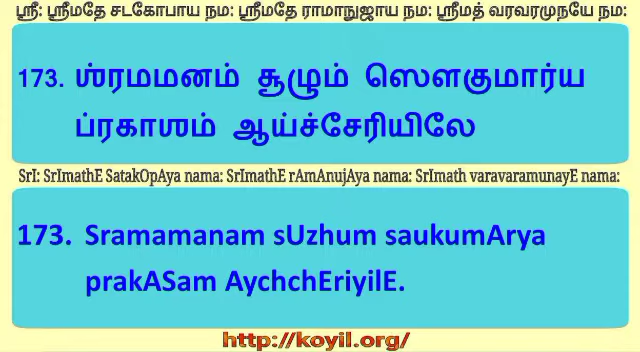 ஸ்ரீ: ஸ்ரீமதே சடகோபாய நம: ஸ்ரீமதே ராமாநுஜாய நம: ஸ்ரீமத் வரவரமுநயே நம:
173. ஶ்ரமமனம் சூழும் ஸௌகுமார்ய
ப்ரகாஶம் ஆய்ச்சேரியிலே
SrI: SrImathE SatakOpAya nama: SrImathE rAmAnujAya nama: SrImath varavaramunayE nama:
173. Sramamanam sUzhum saukumArya
prakASam AychchEriyilE.
http://koyil.org/